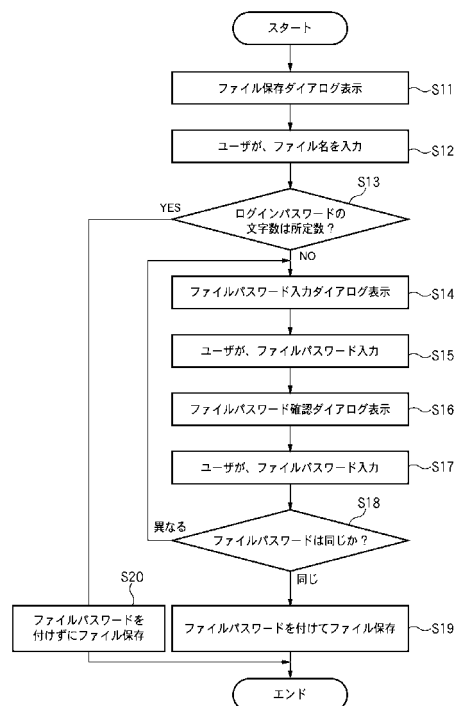 スタート
ファイル保存ダイアログ表示
S11
ユーザが、ファイル名を入力
S12
S13
YES
ログインパスワードの
文字数は所定数?
NO
ファイルパスワード入力ダイアログ表示
S14
ユーザが、ファイルパスワード入力
S15
ファイルパスワード確認ダイアログ表示
S16
ユーザが、ファイルパスワード入力
S17
S18
異なる
ファイルパスワードは同じか?
同じ
S20
ファイルパスワードを
付けずにファイル保存
ファイルパスワードを付けてファイル保存
S19
エンド